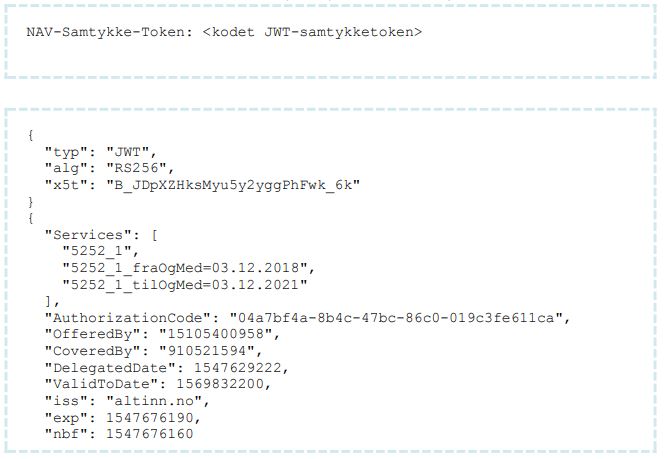 NAV-Samtykke-Token: <kodet JWT-samtykketoken>
{
"typ": "JWT",
"alg": "RS256",
"x5t": "B_JDpXZHksMyu5y2yggPhFwk_6k"
}
{
"Services": [
"5252_1",
"5252_1_fraOgMed=03.12.2018",
"5252_1_tilOgMed=03.12.2021"
],
"AuthorizationCode": "04a7bf4a-8b4c-47bc-86c0-019c3fe611ca",
"OfferedBy": "15105400958",
"CoveredBy": "910521594",
"DelegatedDate": 1547629222,
"ValidToDate": 1569832200,
"iss": "altinn.no",
"exp": 1547676190,
"nbf": 1547676160